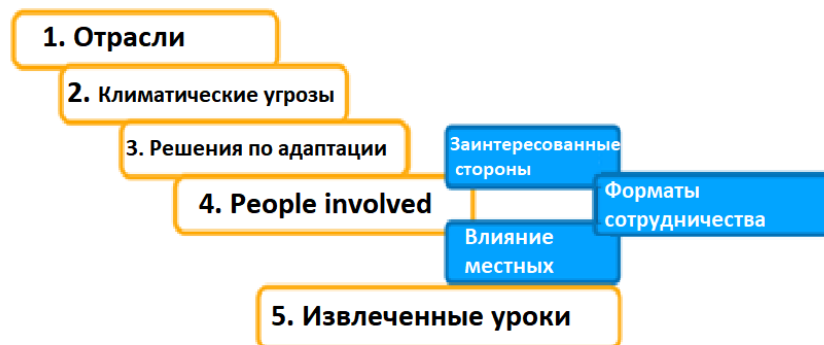 1. Отрасли
2. Климатические угрозы
3. Решения по адаптации
Заинтересованные
стороны
4. People involved
Форматы
сотрудничества
Влияние
местных
5. Извлеченные уроки